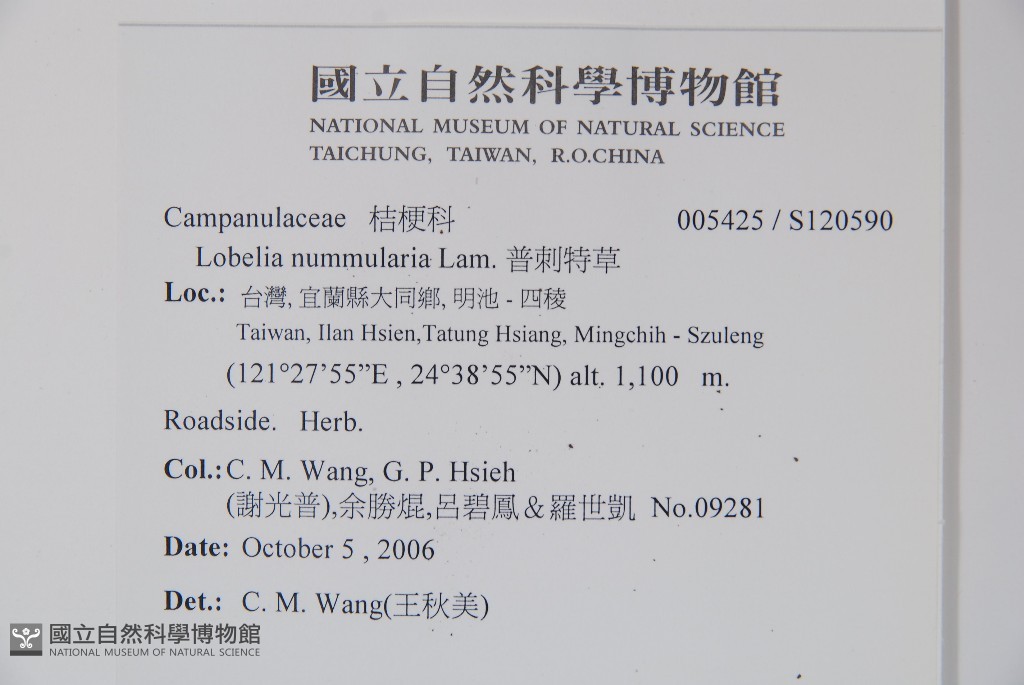 國立自然科學博物館
NATIONAL MUSEUM OF NATURAL SCIENCE
TAICHUNG, TAIWAN, R.O.CHINA
Campanulaceae 桔梗科 005425 / S120590
Lobelia nummularia Lam. 普剌特草
Loc.: 台灣, 宜蘭縣大同鄉, 明池 - 四稜
Taiwan, Ilan Hsien,Tatung Hsiang, Mingchih - Szuleng
(121°27’55”E , 24°38’55”N) alt. 1,100 m.
Roadside. Herb.
Col.: C. M. Wang, G. P. Hsieh
(謝光普),余勝焜,呂碧鳳&羅世凱 No.09281
Date: October 5 , 2006
Det.: C. M. Wang(王秋美)
國立自然科學博物館
NATIONAL MUSEUM OF NATURAL SCIENCE